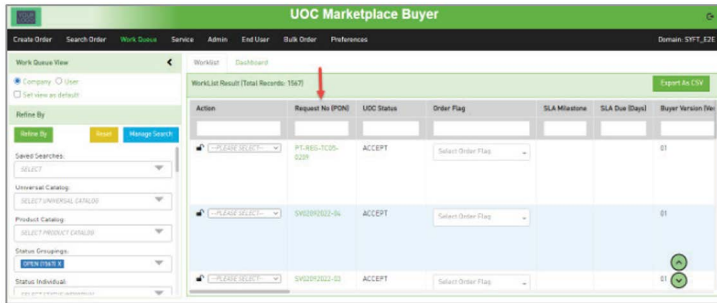 UOC Marketplace Buyer
Create Order Search Order Work Queue Service Admin End User Bulk Order Preferences Domain: SYFT_E2E
Work Queue View
Worklist Dashboard
Company User
Set view as default
WorkList Result (Total Records: 1567)
Export As CSV
Refine By
Refine By Reset Manage Search
Action Request No (PON) UOC Status Order Flag SLA Milestone SLA Due (Days) Buyer Version (Ver
Saved Searches:
SELECT
--PLEASE SELECT-- PT-REG-TC05-0209 ACCEPT Select Order Flag 01
Universal Catalog:
SELECT UNIVERSAL CATALOG
Product Catalog:
SELECT PRODUCT CATALOG
--PLEASE SELECT-- SV02092022-04 ACCEPT Select Order Flag 01
Status Groupings:
OPEN (1567) X
Status Individual:
--PLEASE SELECT-- SV02092022-03 ACCEPT Select Order Flag 01
SELECT STATUS INDIVIDUAL